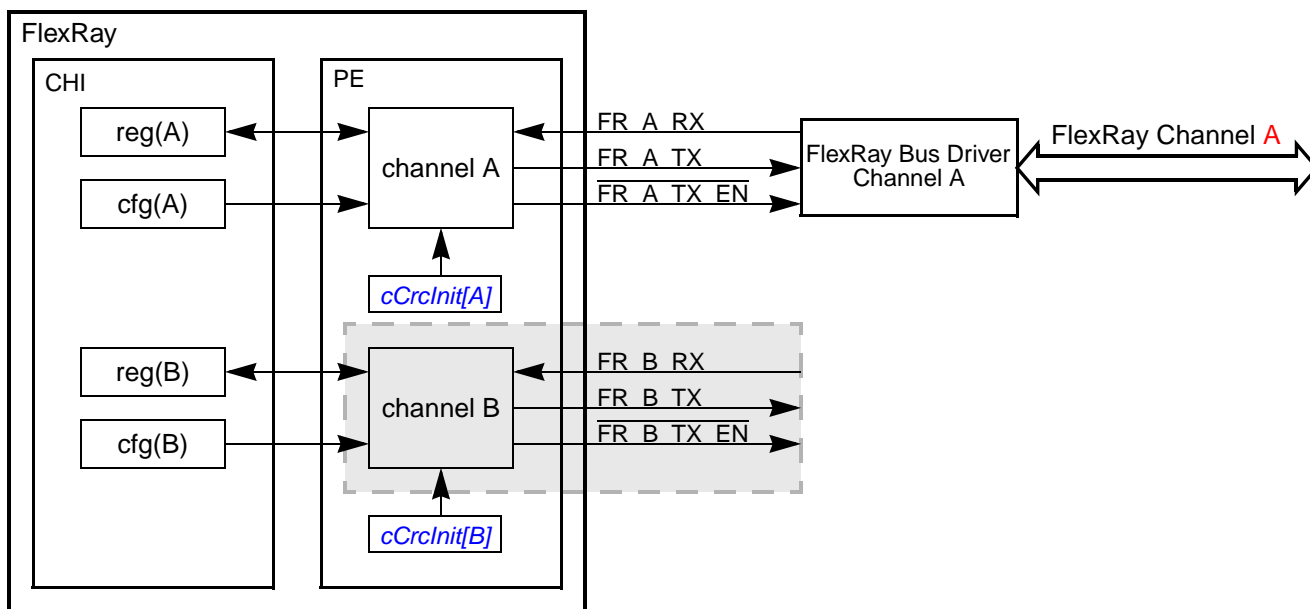 FlexRay
CHI
PE
reg(A)
cfg(A)
channel A
cCrcInit[A]
FR_A_RX
FR_A_TX
FR_A_TX_EN
FlexRay Bus Driver
Channel A
FlexRay Channel A
reg(B)
cfg(B)
channel B
cCrcInit[B]
FR_B_RX
FR_B_TX
FR_B_TX_EN